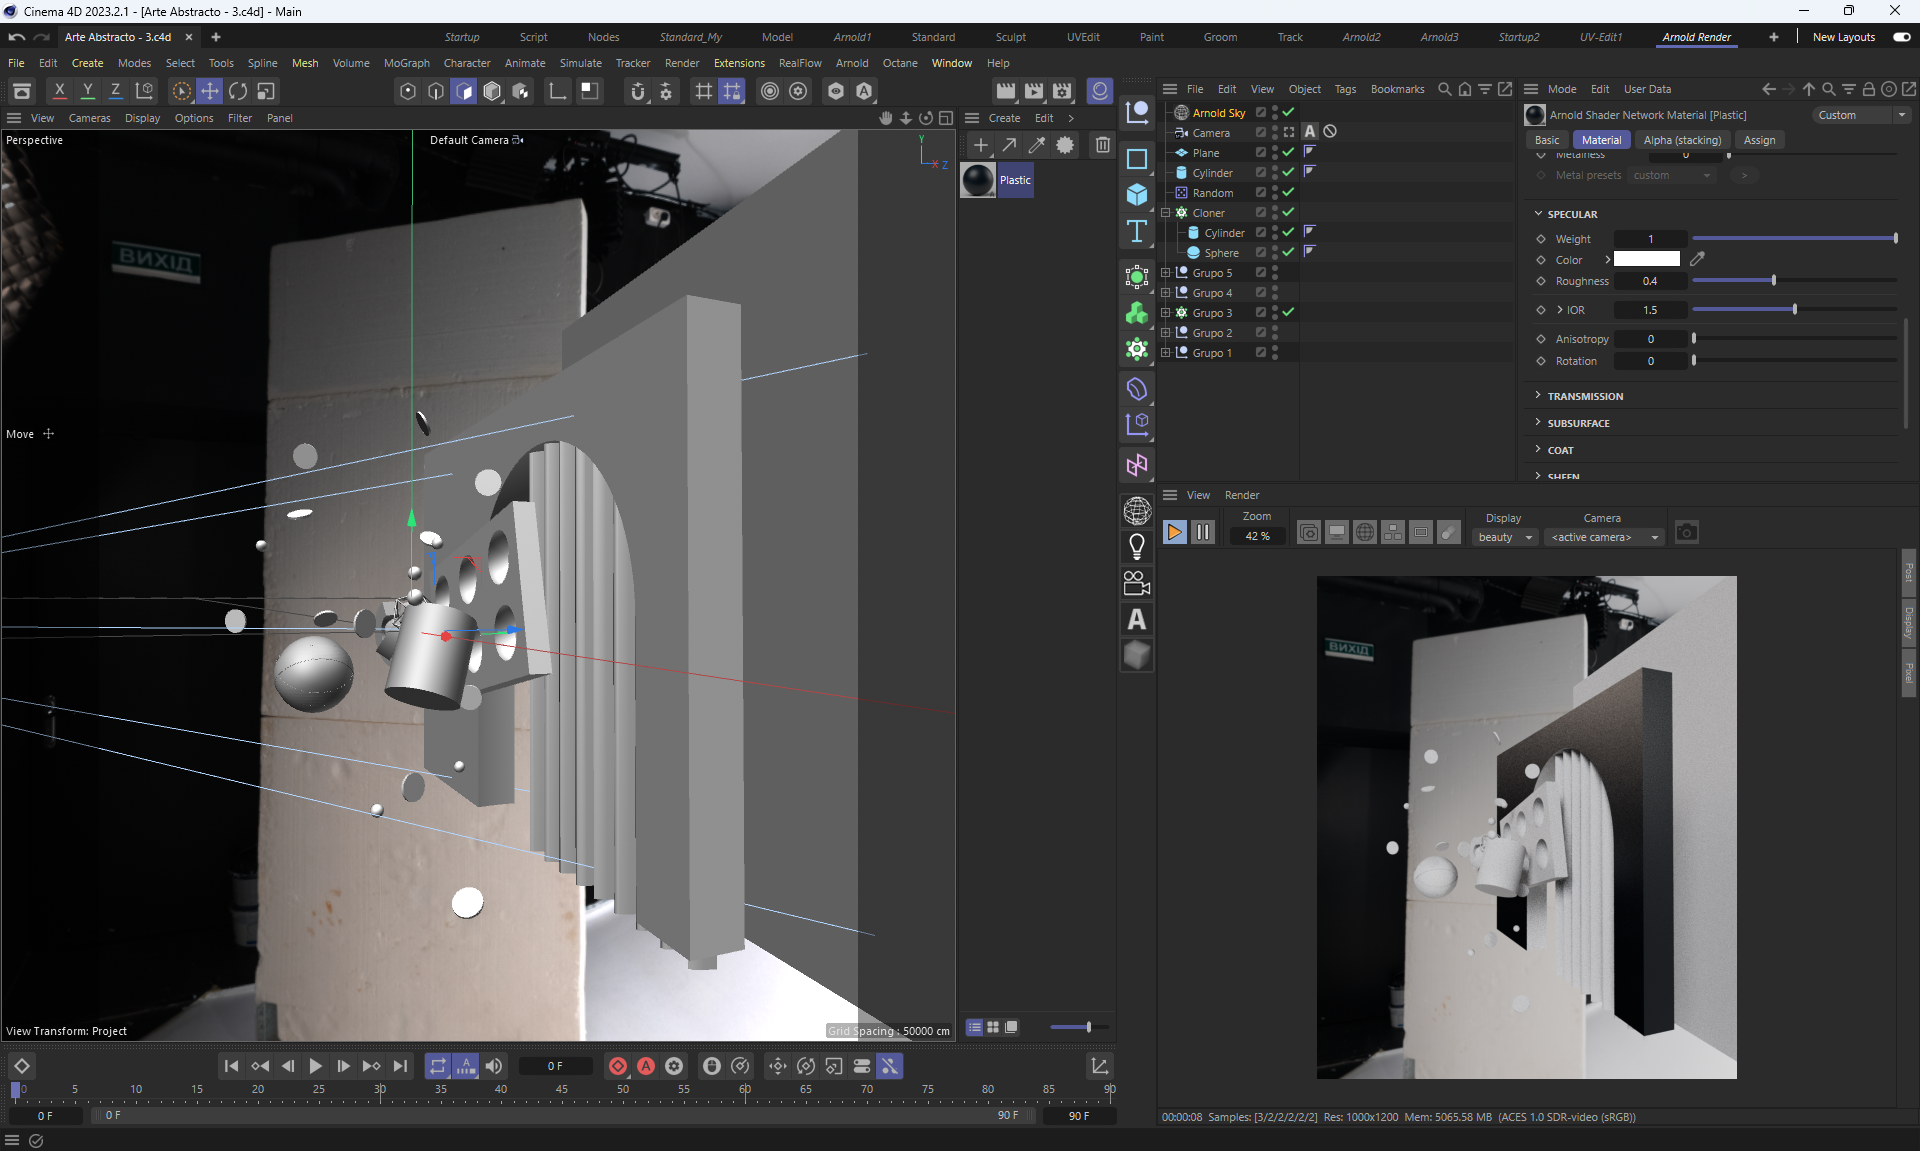 Cinema 4D 2023.2.1 - [Arte Abstracto - 3.c4d] - Main
Arte Abstracto - 3.c4d
Startup Script Nodes Standard_My Model Arnold1 Standard Sculpt UVEdit Paint Groom Track Arnold2 Arnold3 Startup2 UV-Edit1 Arnold Render New Layouts
File Edit Create Modes Select Tools Spline Mesh Volume MoGraph Character Animate Simulate Tracker Render RealFlow Arnold Octane Extensions Window Help
X Y Z
View Cameras Display Options Filter Panel
Perspective
Default Camera
Y
X Z
ВИХІД
Move
View Transform: Project
Grid Spacing : 50000 cm
Create Edit
Plastic
File Edit View Object Tags Bookmarks
Arnold Sky
Camera
Plane
Cylinder
Random
Cloner
Cylinder
Sphere
Grupo 5
Grupo 4
Grupo 3
Grupo 2
Grupo 1
Mode Edit User Data
Arnold Shader Network Material [Plastic]
Custom
Basic Material Alpha (stacking) Assign
Metalness 0
Metal presets custom >
SPECULAR
Weight 1
Color
Roughness 0.4
IOR 1.5
Anisotropy 0
Rotation 0
TRANSMISSION
SUBSURFACE
COAT
SHEEN
View Render
Zoom
42 %
Display
beauty
Camera
<active camera>
ВИХІД
Post
Display
Pixel
00:00:08 Samples: [3/2/2/2/2/2] Res: 1000x1200 Mem: 5065.58 MB (ACES 1.0 SDR-video (sRGB))
0 F
0 5 10 15 20 25 30 35 40 45 50 55 60 65 70 75 80 85 90
0 F 0 F 90 F 90 F